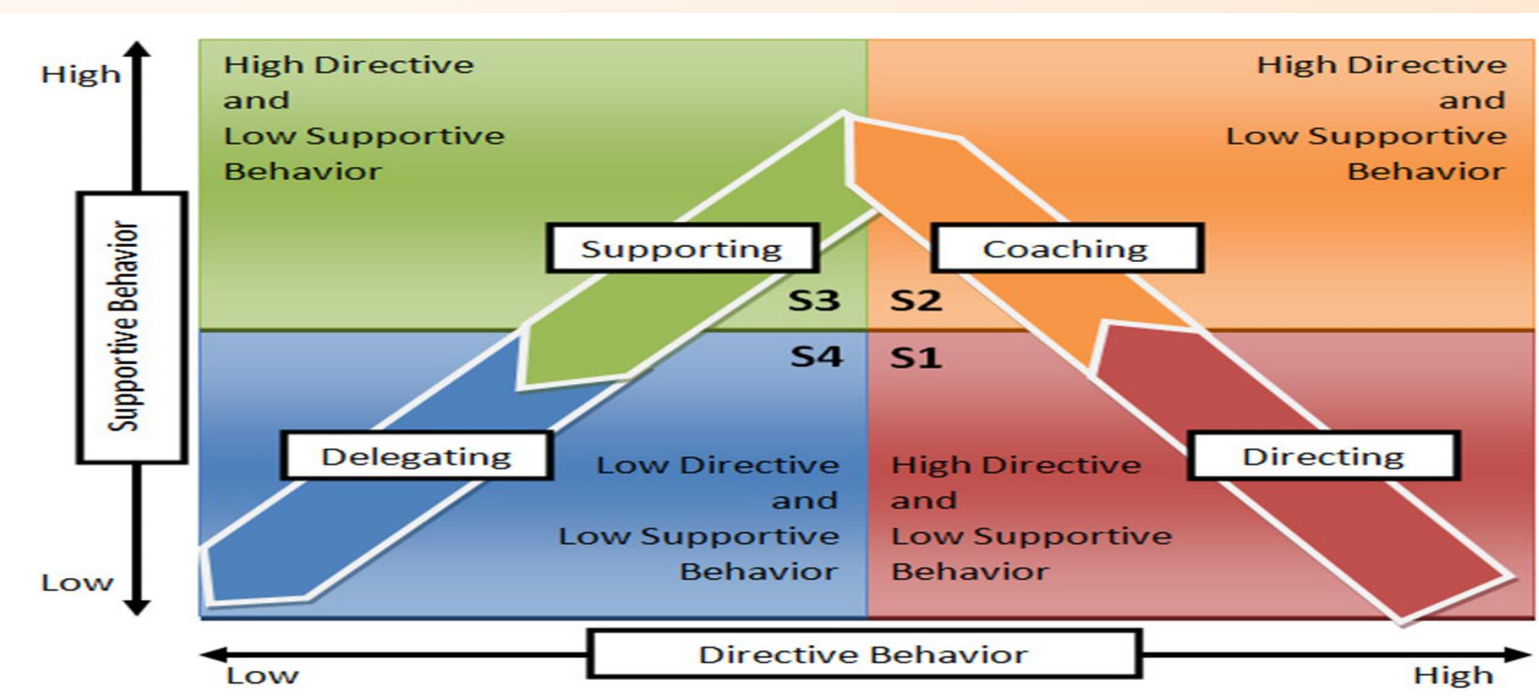 High
High Directive
and
Low Supportive
Behavior
High Directive
and
Low Supportive
Behavior
Supportive Behavior
Supporting
Coaching
S3
S2
S4
S1
Delegating
Directing
Low Directive
and
Low Supportive
Behavior
High Directive
and
Low Supportive
Behavior
Low
Directive Behavior
Low
High